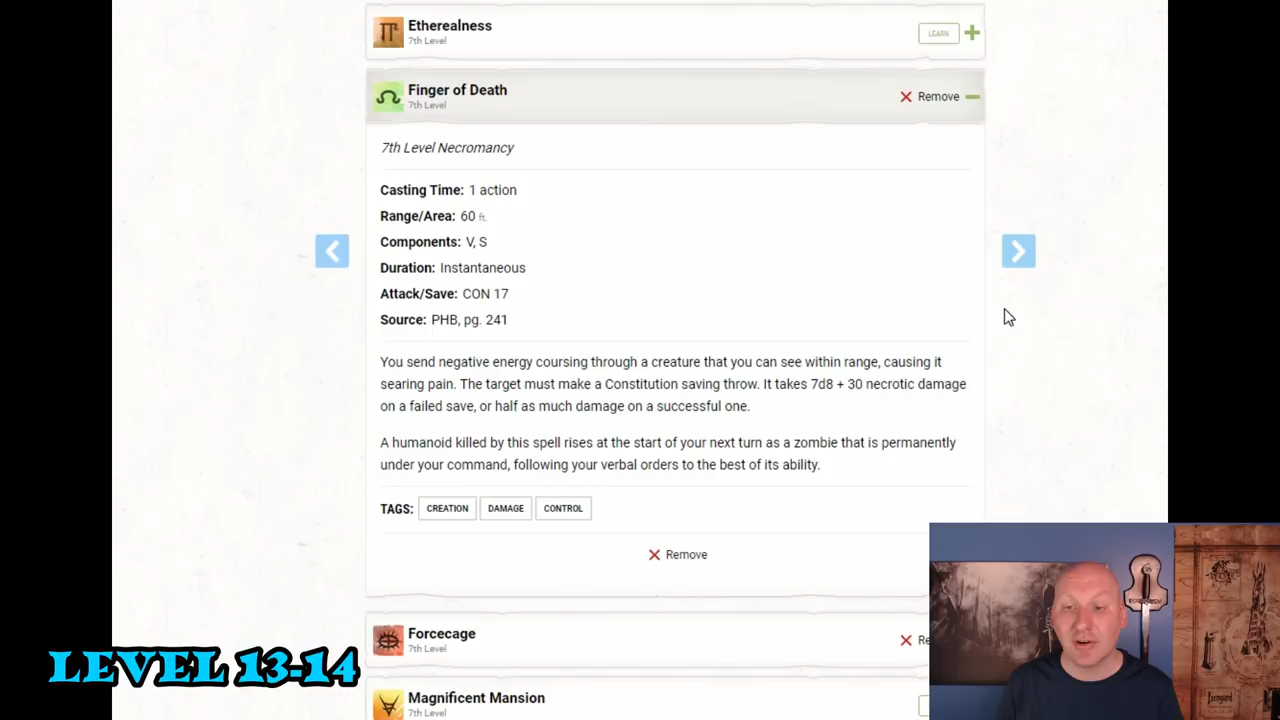 Etherealness
7th Level
LEARN
Finger of Death
7th Level
Remove
7th Level Necromancy
Casting Time: 1 action
Range/Area: 60 ft.
Components: V, S
Duration: Instantaneous
Attack/Save: CON 17
Source: PHB, pg. 241
You send negative energy coursing through a creature that you can see within range, causing it
searing pain. The target must make a Constitution saving throw. It takes 7d8 + 30 necrotic damage
on a failed save, or half as much damage on a successful one.
A humanoid killed by this spell rises at the start of your next turn as a zombie that is permanently
under your command, following your verbal orders to the best of its ability.
TAGS: CREATION DAMAGE CONTROL
Remove
Forcecage
7th Level
Re
Magnificent Mansion
7th Level
LEVEL 13-14